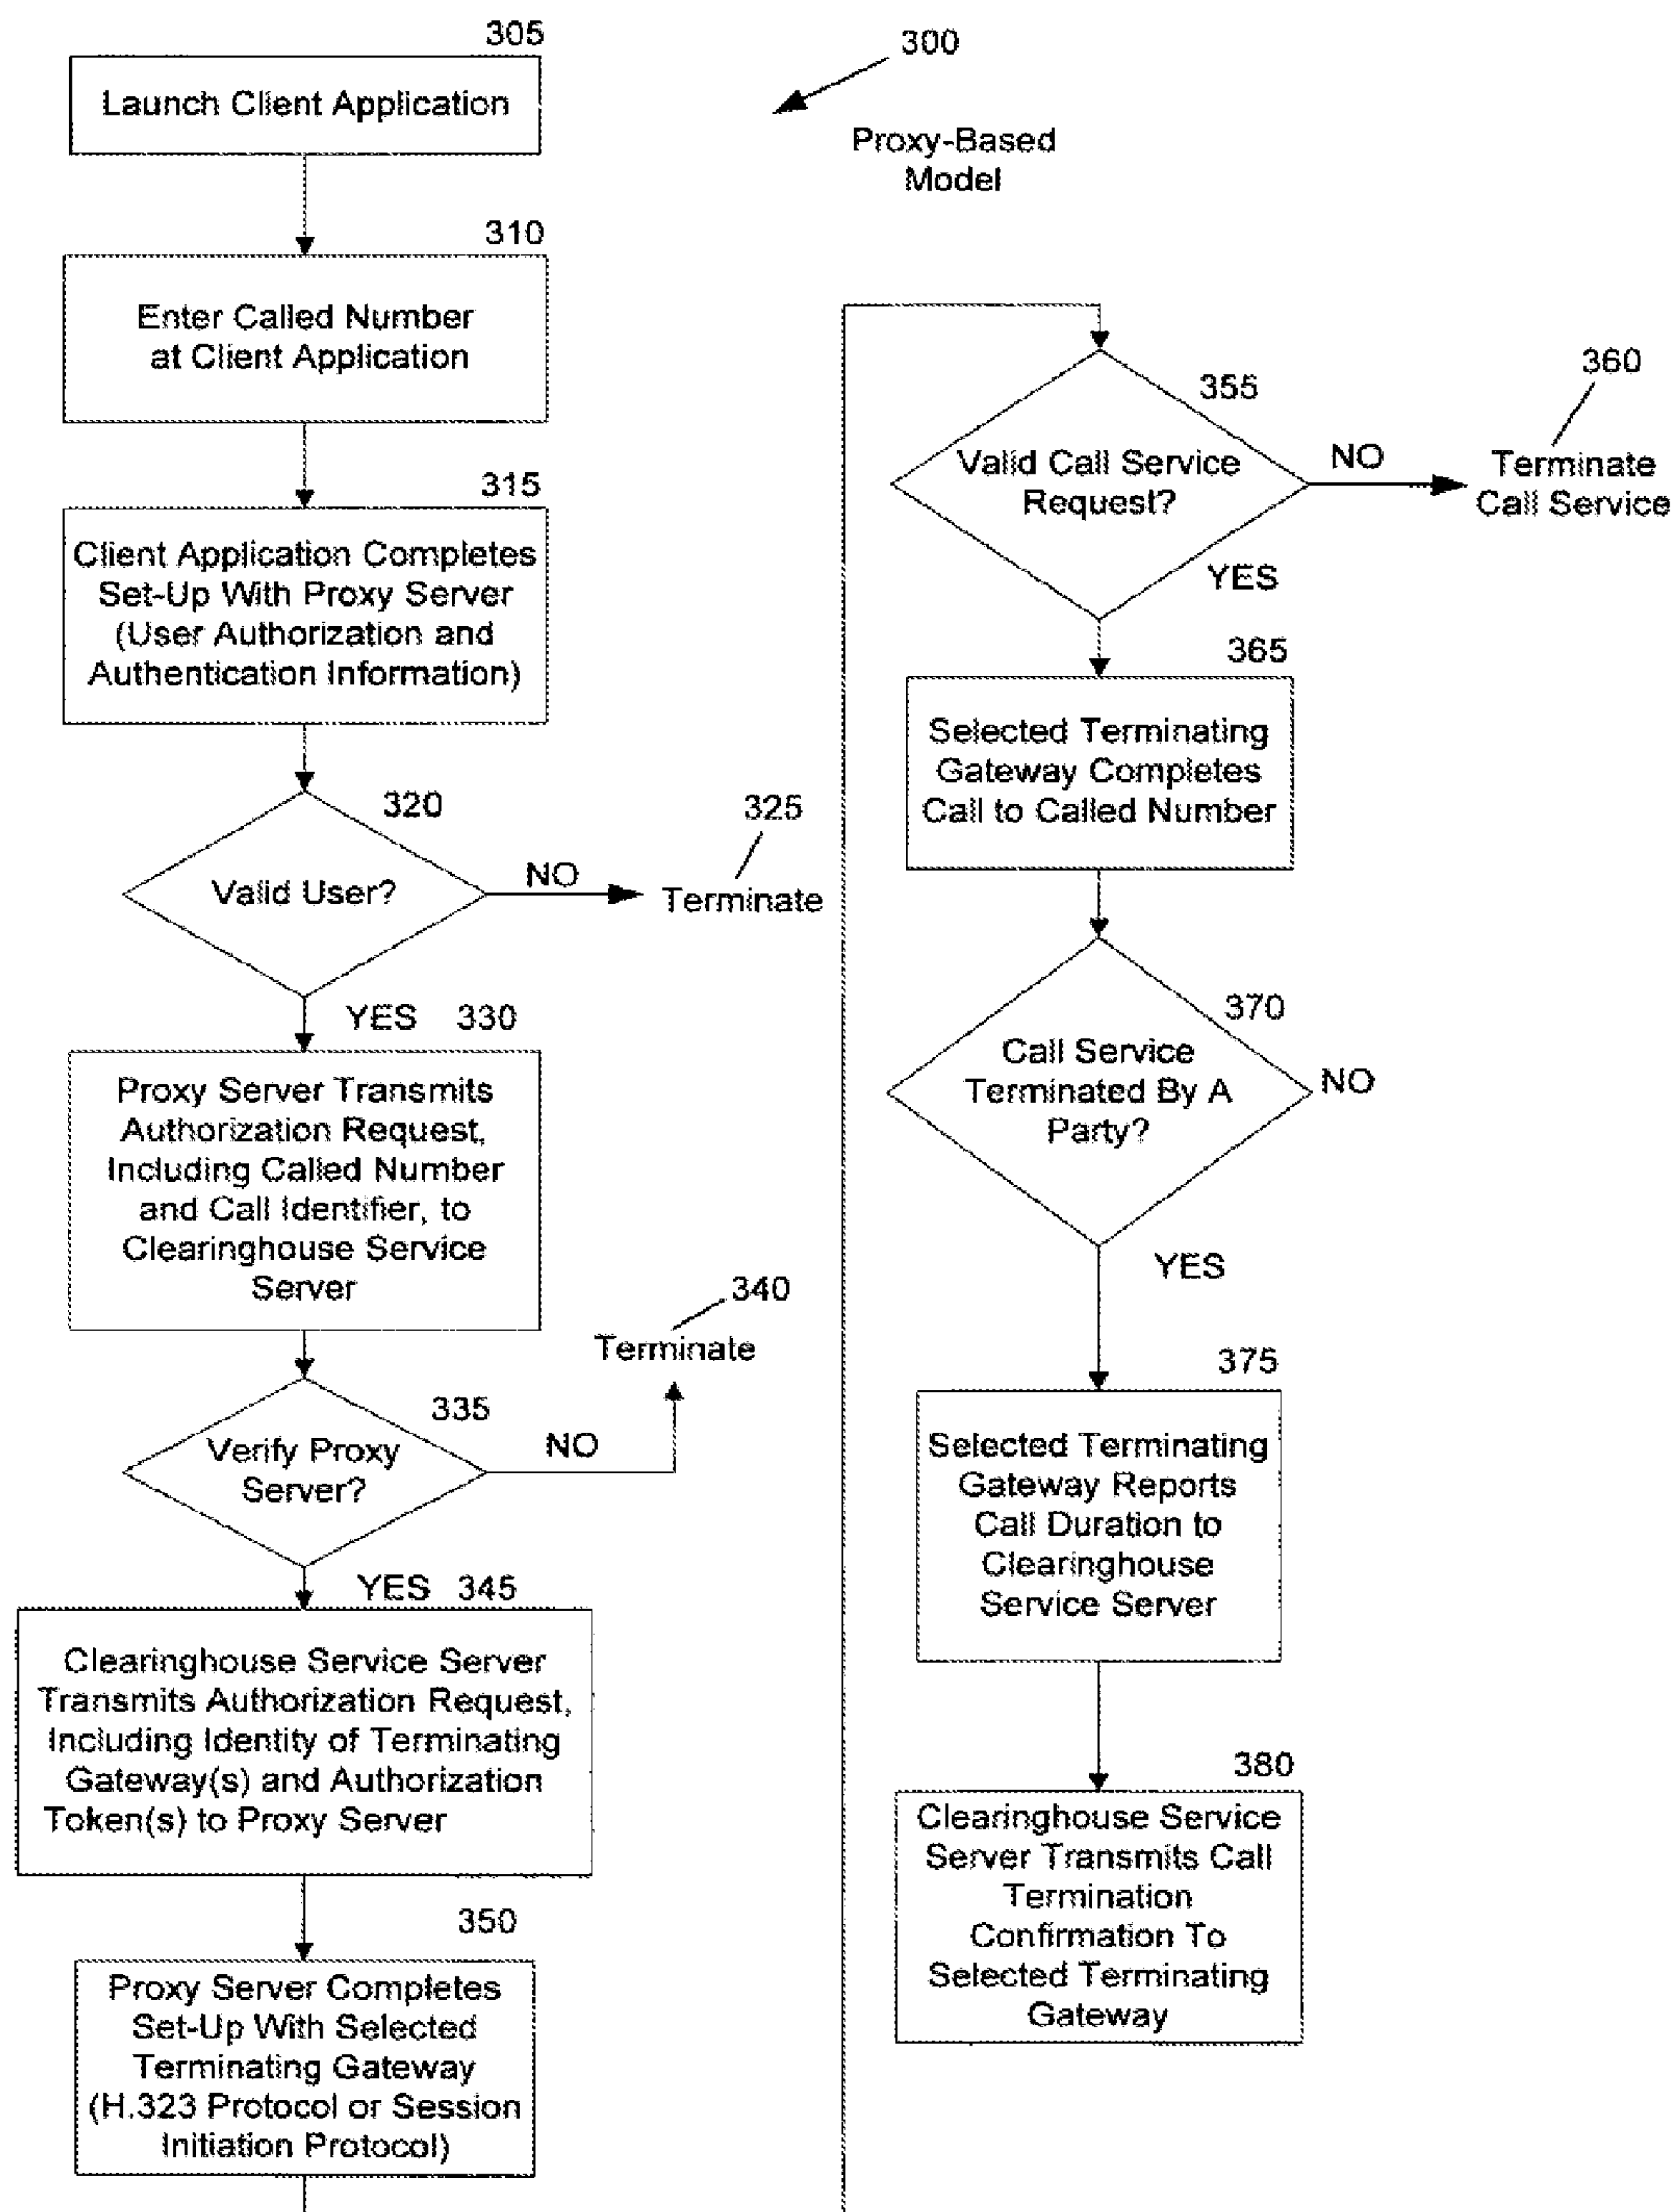 305
Launch Client Application
300
Proxy-Based
Model
310
Enter Called Number
at Client Application
315
Client Application Completes
Set-Up With Proxy Server
(User Authorization and
Authentication Information)
320
Valid User?
NO
325
Terminate
YES 330
Proxy Server Transmits
Authorization Request,
Including Called Number
and Call Identifier, to
Clearinghouse Service
Server
335
Verify Proxy
Server?
NO
340
Terminate
YES 345
Clearinghouse Service Server
Transmits Authorization Request,
Including Identity of Terminating
Gateway(s) and Authorization
Token(s) to Proxy Server
350
Proxy Server Completes
Set-Up With Selected
Terminating Gateway
(H.323 Protocol or Session
Initiation Protocol)
355
Valid Call Service
Request?
NO
360
Terminate
Call Service
YES
365
Selected Terminating
Gateway Completes
Call to Called Number
370
Call Service
Terminated By A
Party?
NO
YES
375
Selected Terminating
Gateway Reports
Call Duration to
Clearinghouse
Service Server
380
Clearinghouse Service
Server Transmits Call
Termination
Confirmation To
Selected Terminating
Gateway